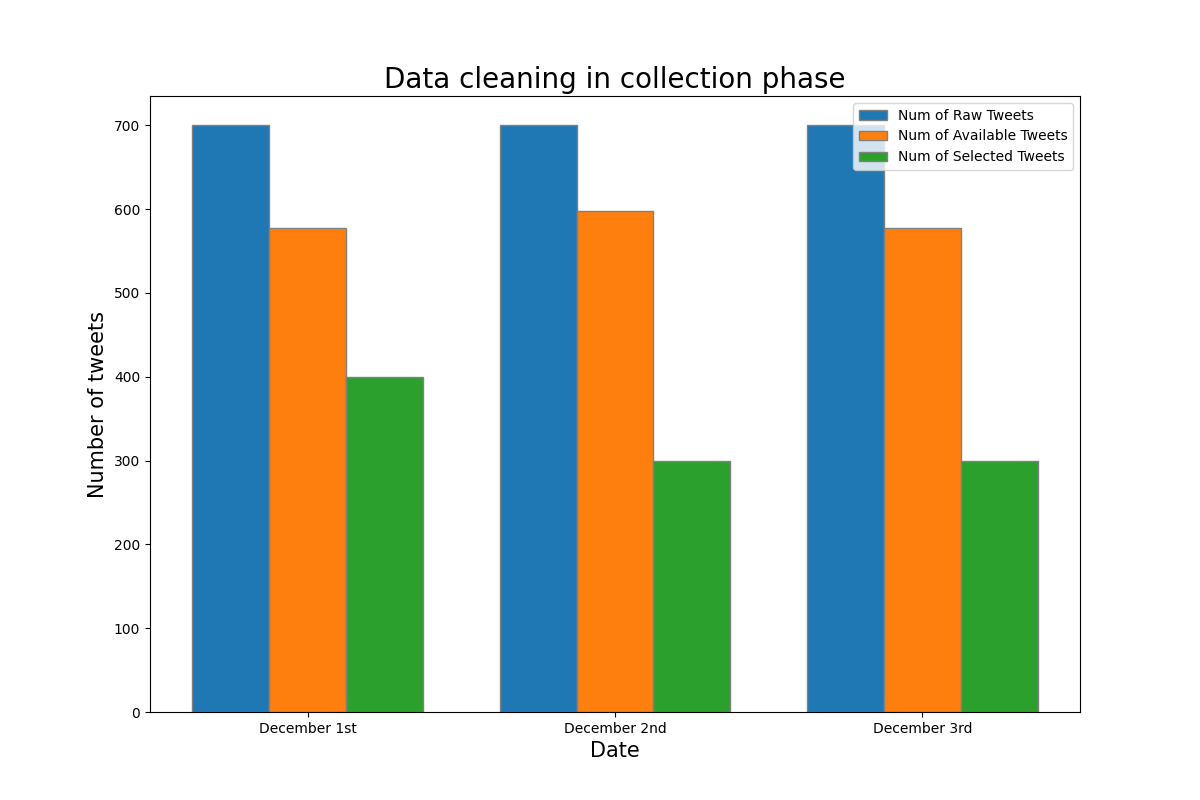 Data cleaning in collection phase
Num of Raw Tweets
Num of Available Tweets
Num of Selected Tweets
700
600
500
400
300
200
100
0
Number of tweets
December 1st
December 2nd
December 3rd
Date